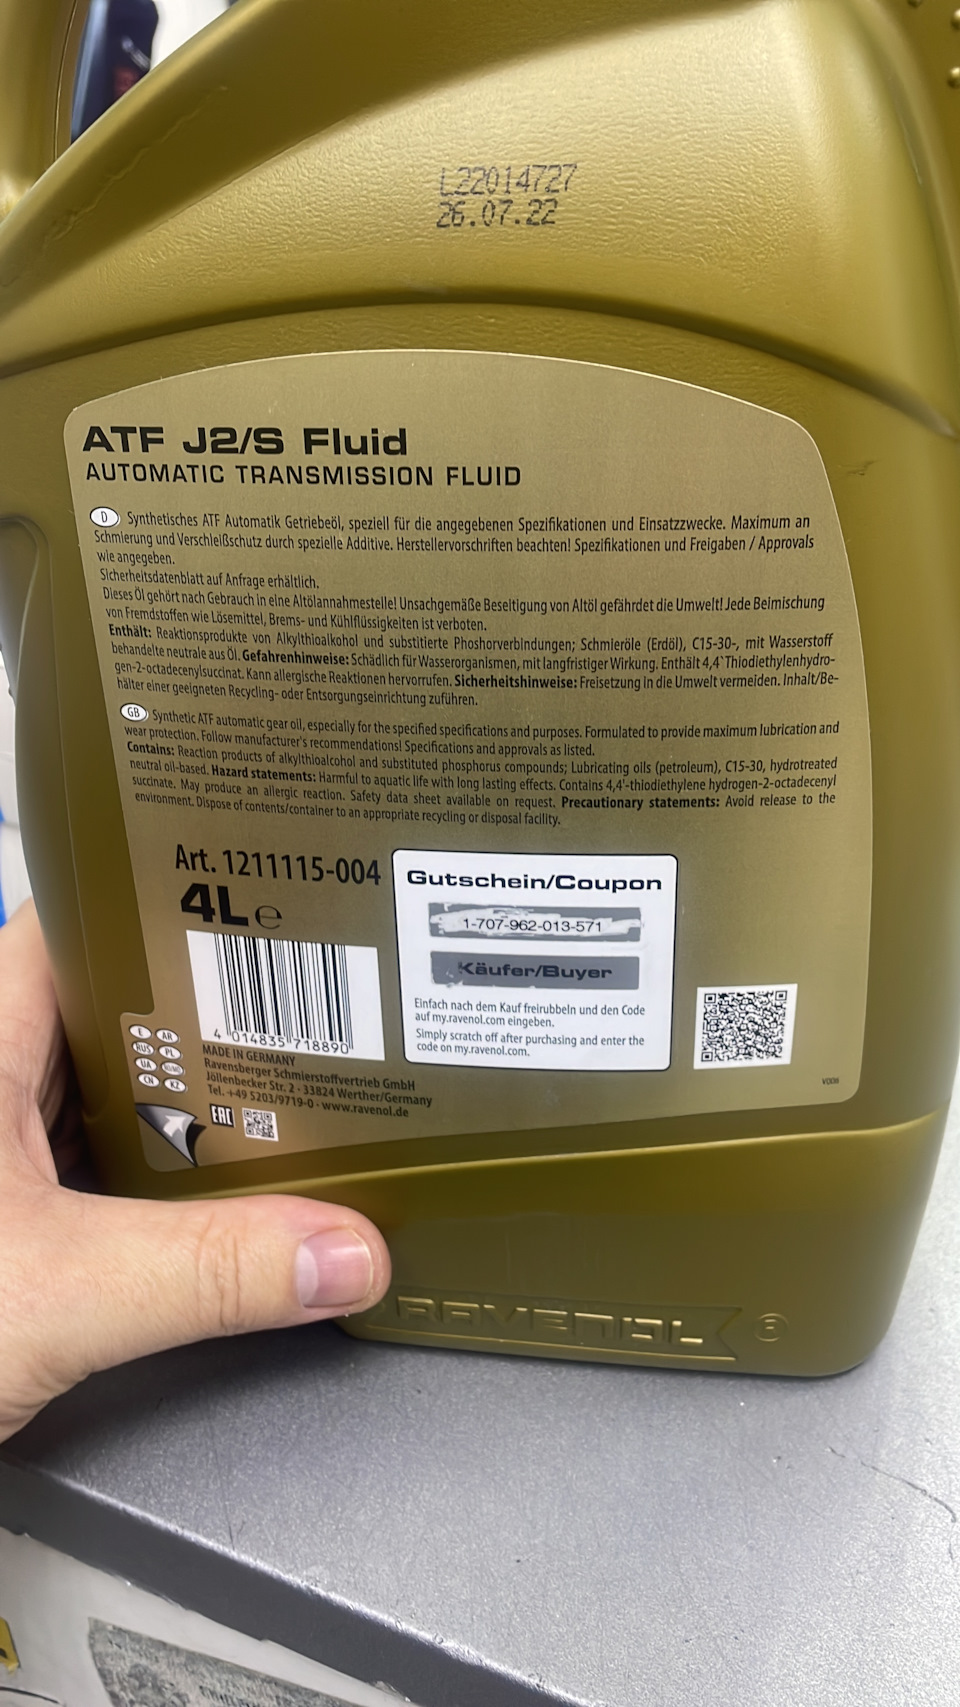 L22014727
26.07.22
ATF J2/S Fluid
AUTOMATIC TRANSMISSION FLUID
D Synthetisches ATF Automatik Getriebeöl, speziell für die angegebenen Spezifikationen und Einsatzzwecke. Maximum an
Schmierung und Verschleißschutz durch spezielle Additive. Herstellervorschriften beachten! Spezifikationen und Freigaben / Approvals
wie angegeben.
Sicherheitsdatenblatt auf Anfrage erhältlich.
Dieses Öl gehört nach Gebrauch in eine Altölannahmestelle! Unsachgemäße Beseitigung von Altöl gefährdet die Umwelt! Jede Beimischung
von Fremdstoffen wie Lösemittel, Brems- und Kühlflüssigkeiten ist verboten.
Enthält: Reaktionsprodukte von Alkylthioalkohol und substitierte Phoshorverbindungen; Schmieröle (Erdöl), C15-30-, mit Wasserstoff
behandelte neutrale aus Öl. Gefahrenhinweise: Schädlich für Wasserorganismen, mit langfristiger Wirkung. Enthält 4,4`Thiodiethylenhydro-
gen-2-octadecenylsuccinat. Kann allergische Reaktionen hervorrufen. Sicherheitshinweise: Freisetzung in die Umwelt vermeiden. Inhalt/Be-
hälter einer geeigneten Recycling- oder Entsorgungseinrichtung zuführen.
GB Synthetic ATF automatic gear oil, especially for the specified specifications and purposes. Formulated to provide maximum lubrication and
wear protection. Follow manufacturer's recommendations! Specifications and approvals as listed.
Contains: Reaction products of alkylthioalcohol and substituted phosphorus compounds; Lubricating oils (petroleum), C15-30, hydrotreated
neutral oil-based. Hazard statements: Harmful to aquatic life with long lasting effects. Contains 4,4'-thiodiethylene hydrogen-2-octadecenyl
succinate. May produce an allergic reaction. Safety data sheet available on request. Precautionary statements: Avoid release to the
environment. Dispose of contents/container to an appropriate recycling or disposal facility.
Art. 1211115-004
4L e
Gutschein/Coupon
1-707-962-013-571
Käufer/Buyer
Einfach nach dem Kauf freirubbeln und den Code
auf my.ravenol.com eingeben.
Simply scratch off after purchasing and enter the
code on my.ravenol.com.
4 014835 718890
E AR
RUS PL
UA
CN KZ
MADE IN GERMANY
Ravensberger Schmierstoffvertrieb GmbH
Jöllenbecker Str. 2 · 33824 Werther/Germany
Tel. +49 5203/9719-0 · www.ravenol.de
EAC
RAVENOL ®